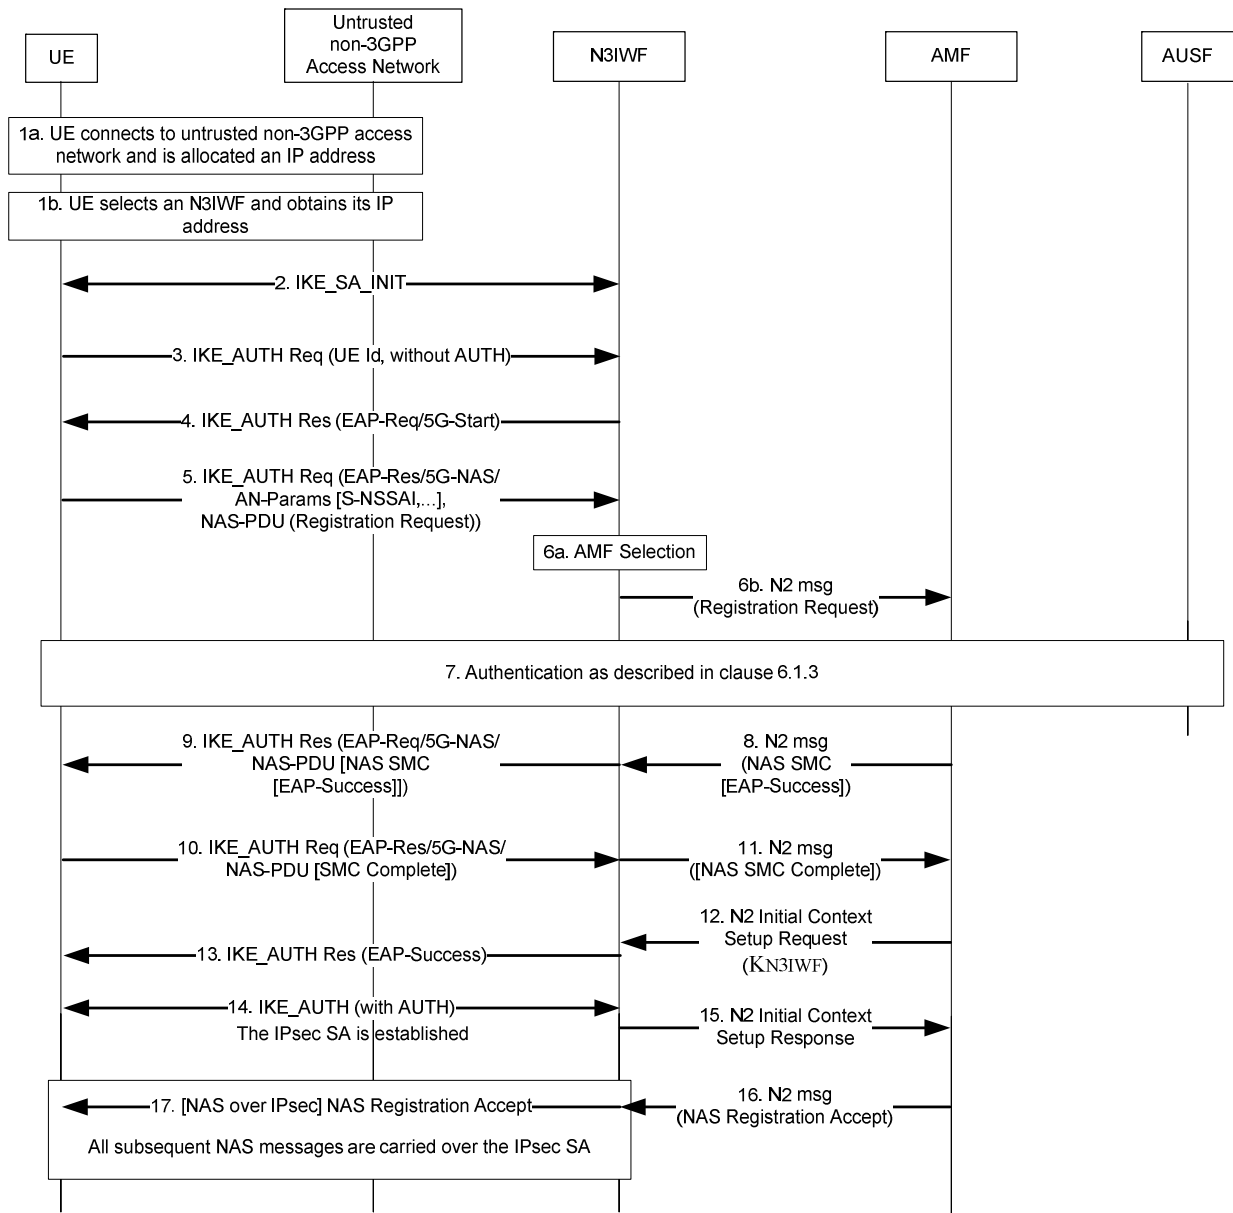 UE
Untrusted
non-3GPP
Access Network
N3IWF
AMF
AUSF
1a. UE connects to untrusted non-3GPP access
network and is allocated an IP address
1b. UE selects an N3IWF and obtains its IP
address
2. IKE_SA_INIT
3. IKE_AUTH Req (UE Id, without AUTH)
4. IKE_AUTH Res (EAP-Req/5G-Start)
5. IKE_AUTH Req (EAP-Res/5G-NAS/
AN-Params [S-NSSAI,...],
NAS-PDU (Registration Request))
6a. AMF Selection
6b. N2 msg
(Registration Request)
7. Authentication as described in clause 6.1.3
9. IKE_AUTH Res (EAP-Req/5G-NAS/
NAS-PDU [NAS SMC
[EAP-Success]])
8. N2 msg
(NAS SMC
[EAP-Success])
10. IKE_AUTH Req (EAP-Res/5G-NAS/
NAS-PDU [SMC Complete])
11. N2 msg
([NAS SMC Complete])
12. N2 Initial Context
Setup Request
(KN3IWF)
13. IKE_AUTH Res (EAP-Success)
14. IKE_AUTH (with AUTH)
The IPsec SA is established
15. N2 Initial Context
Setup Response
17. [NAS over IPsec] NAS Registration Accept
16. N2 msg
(NAS Registration Accept)
All subsequent NAS messages are carried over the IPsec SA